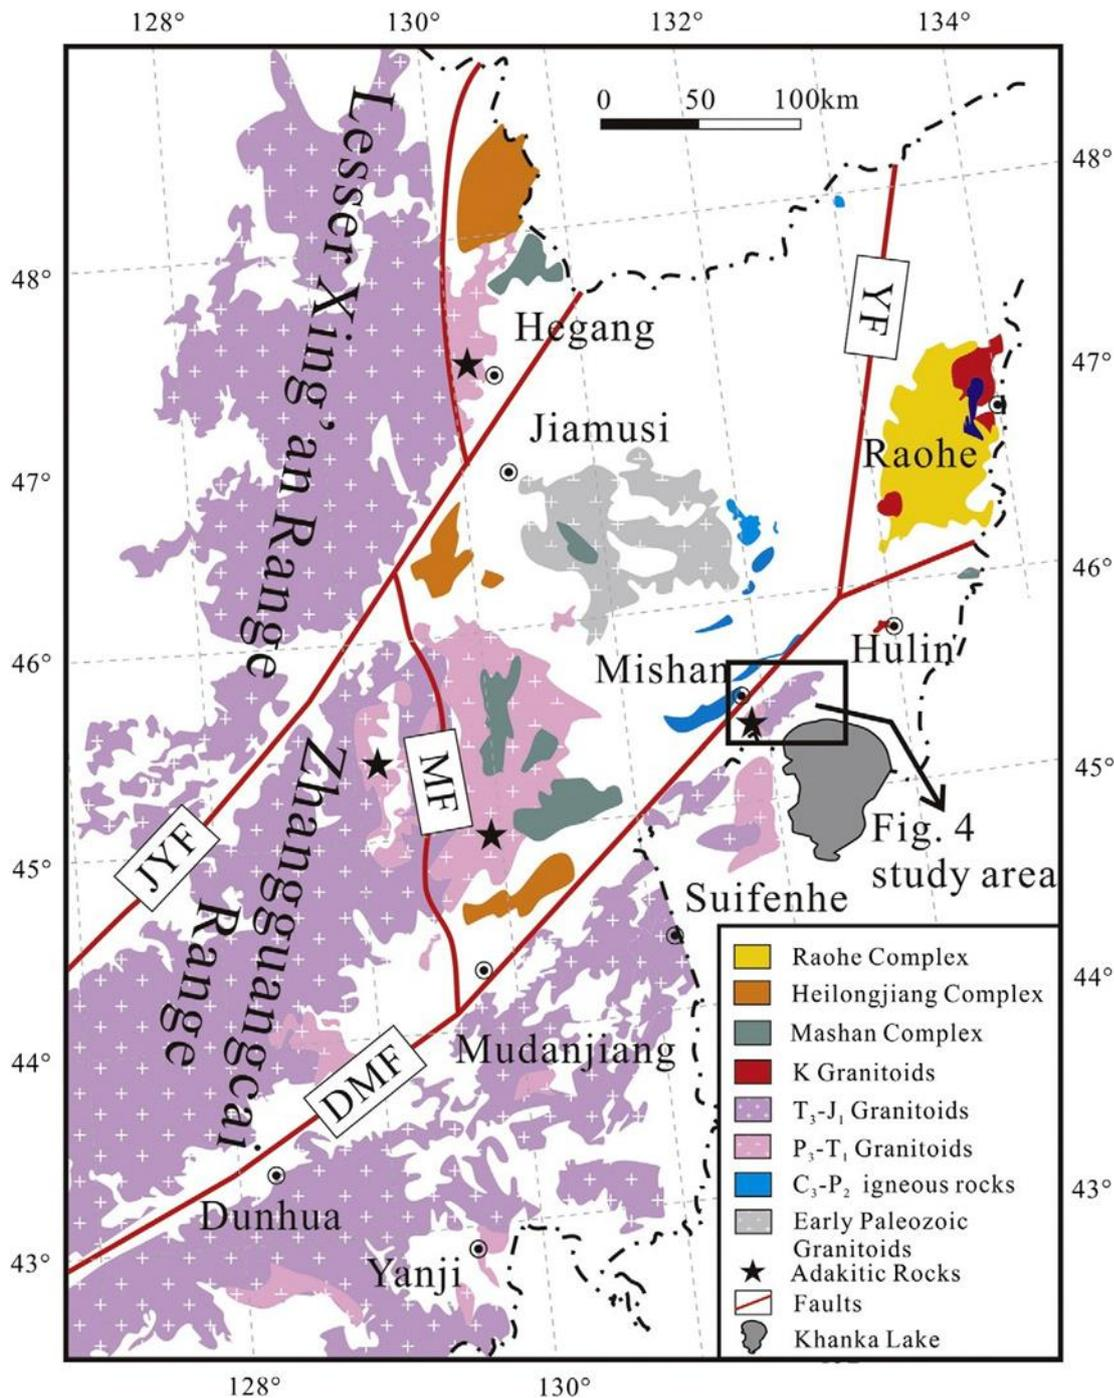 128°
130°
132°
134°
0 50 100km
48°
48°
47°
46°
45°
44°
43°
47°
46°
45°
44°
43°
Lesser Xing'an Range
Zhangguangcai
Range
Hegang
Jiamusi
YF
Raohe
Hulin
Mishan
MF
JYF
DMF
Fig. 4
study area
Suifenhe
Mudanjiang
Dunhua
Yanji
Raohe Complex
Heilongjiang Complex
Mashan Complex
K Granitoids
T₃-J₁ Granitoids
P₃-T₁ Granitoids
C₃-P₂ igneous rocks
Early Paleozoic
Granitoids
Adakitic Rocks
Faults
Khanka Lake
128°
130°